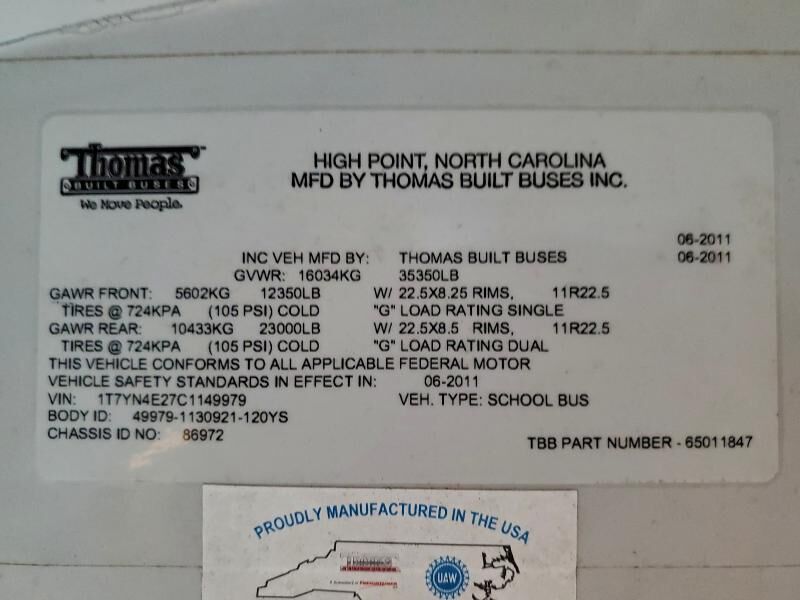 Thomas™
BUILT BUSES
We Move People.
HIGH POINT, NORTH CAROLINA
MFD BY THOMAS BUILT BUSES INC.
06-2011
INC VEH MFD BY: THOMAS BUILT BUSES 06-2011
GVWR: 16034KG 35350LB
GAWR FRONT: 5602KG 12350LB W/ 22.5X8.25 RIMS, 11R22.5
TIRES @ 724KPA (105 PSI) COLD "G" LOAD RATING SINGLE
GAWR REAR: 10433KG 23000LB W/ 22.5X8.5 RIMS, 11R22.5
TIRES @ 724KPA (105 PSI) COLD "G" LOAD RATING DUAL
THIS VEHICLE CONFORMS TO ALL APPLICABLE FEDERAL MOTOR
VEHICLE SAFETY STANDARDS IN EFFECT IN: 06-2011
VIN: 1T7YN4E27C1149979 VEH. TYPE: SCHOOL BUS
BODY ID: 49979-1130921-120YS
CHASSIS ID NO: 86972
TBB PART NUMBER - 65011847
PROUDLY MANUFACTURED IN THE USA
THOMAS
BUILT BUSES
UAW